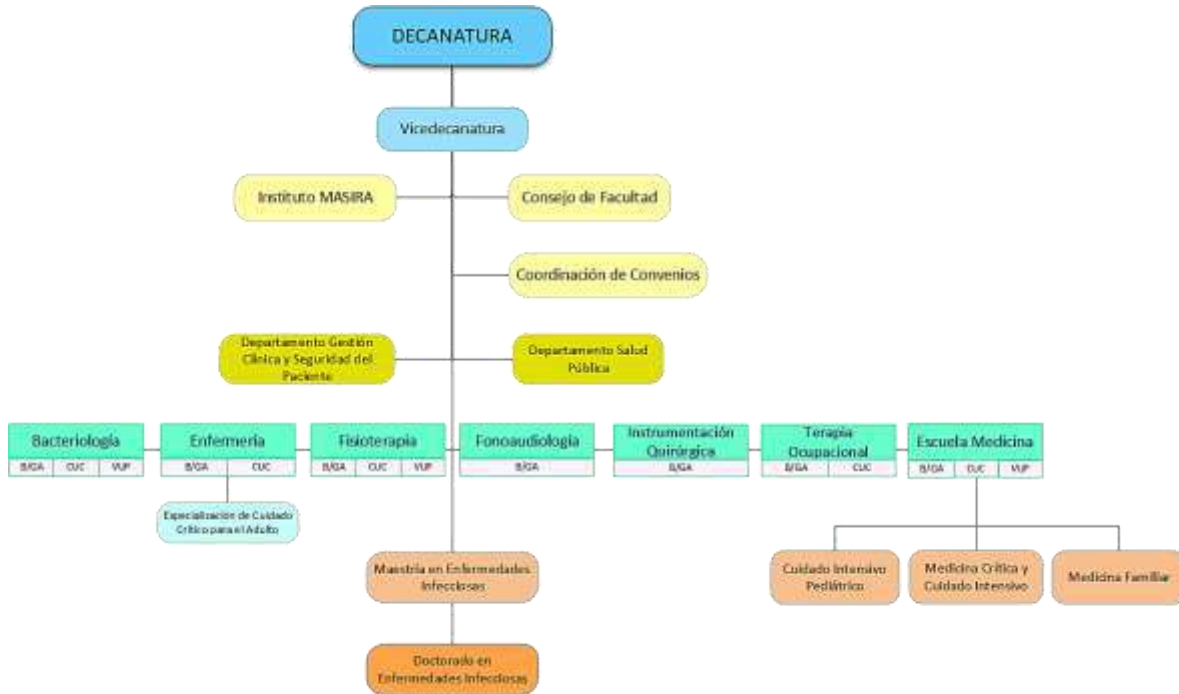 DECANATURA
Vicedecanatura
Instituto MASIRA
Consejo de Facultad
Coordinación de Convenios
Departamento Gestión
Clínica y Seguridad del
Paciente
Departamento Salud
Pública
Bacteriología
B/GA CUC VUP
Enfermería
B/GA CUC
Fisioterapia
B/GA CUC VUP
Fonoaudiología
B/GA
Instrumentación
Quirúrgica
B/GA
Terapia
Ocupacional
B/GA CUC
Escuela Medicina
B/GA CUC VUP
Especialización de Cuidado
Crítico para el Adulto
Maestría en Enfermedades
Infecciosas
Cuidado Intensivo
Pediátrico
Medicina Crítica y
Cuidado Intensivo
Medicina Familiar
Doctorado en
Enfermedades Infecciosas